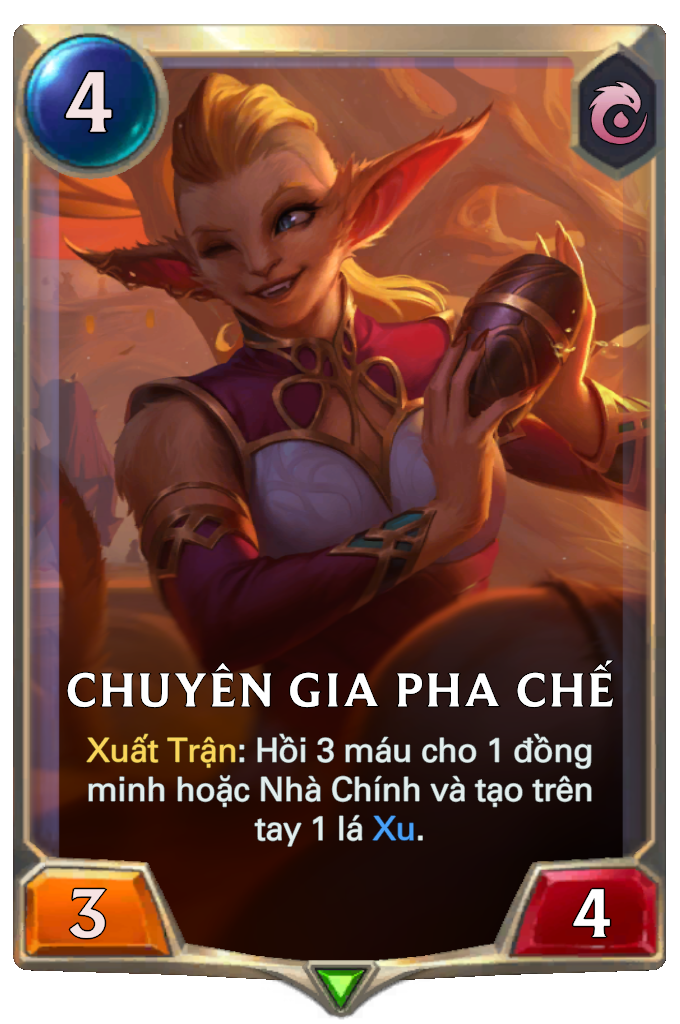 4
CHUYÊN GIA PHA CHẾ
Xuất Trận: Hồi 3 máu cho 1 đồng
minh hoặc Nhà Chính và tạo trên
tay 1 lá Xu.
3
4